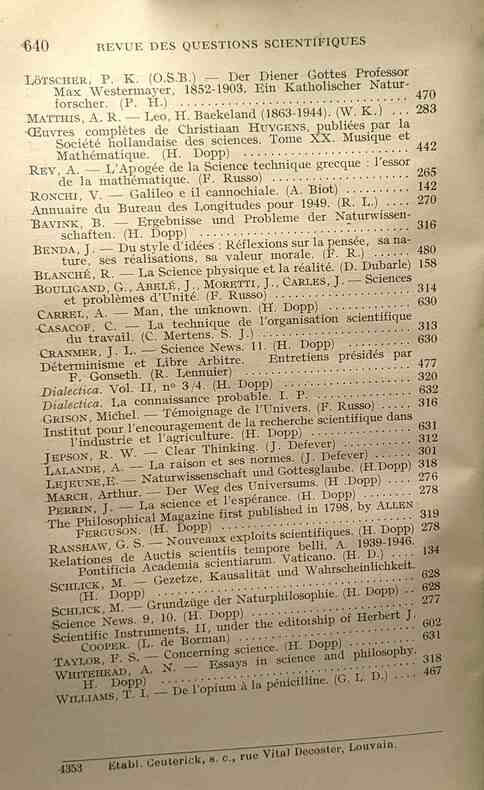 640 REVUE DES QUESTIONS SCIENTIFIQUES
LÖTSCHER, P. K. (O.S.B.) — Der Diener Gottes Professor
Max Westermayer, 1852-1903. Ein Katholischer Natur-
forscher. (P. H.) . . . . . . . . . . 470
MATTHIS, A. R. — Leo, H. Baekeland (1863-1944). (W. K.) . . . 283
Œuvres complètes de Christiaan HUYGENS, publiées par la
Société hollandaise des sciences. Tome XX. Musique et
Mathématique. (H. Dopp) . . . . . . . . . . 442
REY, A. — L'Apogée de la Science technique grecque : l'essor
de la mathématique. (F. Russo) . . . . . . . . . . 265
RONCHI, V. — Galileo e il cannochiale. (A. Biot) . . . . . . . . . . 142
Annuaire du Bureau des Longitudes pour 1949. (R. L.) . . . . 270
BAVINK, B. — Ergebnisse und Probleme der Naturwissen-
schaften. (H. Dopp) . . . . . . . . . . 316
BENDA, J. — Du style d'idées : Réflexions sur la pensée, sa na-
ture, ses réalisations, sa valeur morale. (F. R.) . . . . . . 480
BLANCHÉ, R. — La Science physique et la réalité. (D. Dubarle) 158
BOULIGAND, G., ABELÉ, J., MORETTI, J., CARLES, J. — Sciences
et problèmes d'Unité. (F. Russo) . . . . . . . . . . 314
CARREL, A. — Man, the unknown. (H. Dopp) . . . . . . . . . . 630
CASACOF, C. — La technique de l'organisation scientifique
du travail. (C. Mertens, S. J.) . . . . . . . . . . 313
CRANMER, J. L. — Science News. 11. (H. Dopp) . . . . . . . . . . 630
Déterminisme et Libre Arbitre. Entretiens présidés par
F. Gonseth. (R. Lennuier) . . . . . . . . . . 477
Dialectica. Vol. II, nº 3/4. (H. Dopp) . . . . . . . . . . 320
Dialectica. La connaissance probable. I. P. . . . . . . . . . . 632
GRISON, Michel. — Témoignage de l'Univers. (F. Russo) . . . . 316
Institut pour l'encouragement de la recherche scientifique dans
l'industrie et l'agriculture. (H. Dopp) . . . . . . . . . . 631
JEPSON, R. W. — Clear Thinking. (J. Defever) . . . . . . . . . . 312
LALANDE, A. — La raison et ses normes. (J. Defever) . . . . . . 301
LEJEUNE, E. — Naturwissenschaft und Gottesglaube. (H.Dopp) 318
MARCH, Arthur. — Der Weg des Universums. (H .Dopp) . . . . 276
PERRIN, J. — La science et l'espérance. (H. Dopp) . . . . . . . . 278
The Philosophical Magazine first published in 1798, by ALLEN
FERGUSON. (H. Dopp) . . . . . . . . . . 319
RANSHAW, G. S. — Nouveaux exploits scientifiques. (H. Dopp) 278
Relationes de Auctis scientiis tempore belli, A. 1939-1946.
Pontificia Academia scientiarum. Vaticano. (H. D.) . . . . 134
SCHLICK, M. — Gezetze, Kausalität und Wahrscheinlichkeit.
(H. Dopp) . . . . . . . . . . 628
SCHLICK, M. — Grundzüge der Naturphilosophie. (H. Dopp) . . 628
Science News. 9, 10. (H. Dopp) . . . . . . . . . . 277
Scientific Instruments, II, under the editoiship of Herbert J.
COOPER. (L. de Borman) . . . . . . . . . . 602
TAYLOR, F. S. — Concerning science. (H. Dopp) . . . . . . . . . . 631
WHITEHEAD, A. N. — Essays in science and philosophy.
H. Dopp) . . . . . . . . . . 318
WILLIAMS, T. I. — De l'opium à la pénicilline. (G. L. D.) . . . . 467
4353 Etabl. Ceuterick, s. c., rue Vital Decoster, Louvain.